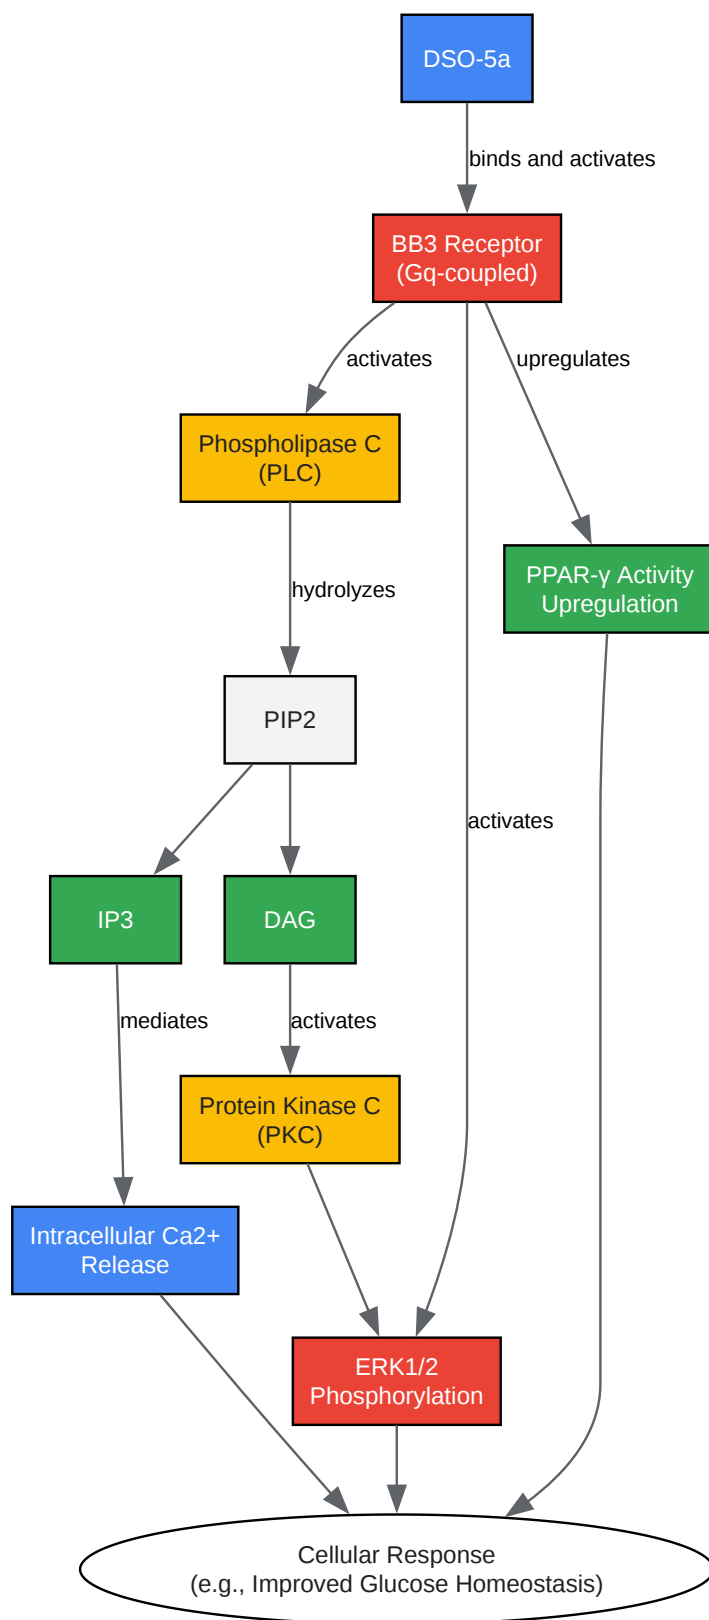 DSO-5a
binds and activates
BB3 Receptor
(Gq-coupled)
activates
upregulates
Phospholipase C
(PLC)
PPAR-γ Activity
Upregulation
hydrolyzes
PIP2
activates
IP3
DAG
mediates
activates
Protein Kinase C
(PKC)
Intracellular Ca2+
Release
ERK1/2
Phosphorylation
Cellular Response
(e.g., Improved Glucose Homeostasis)